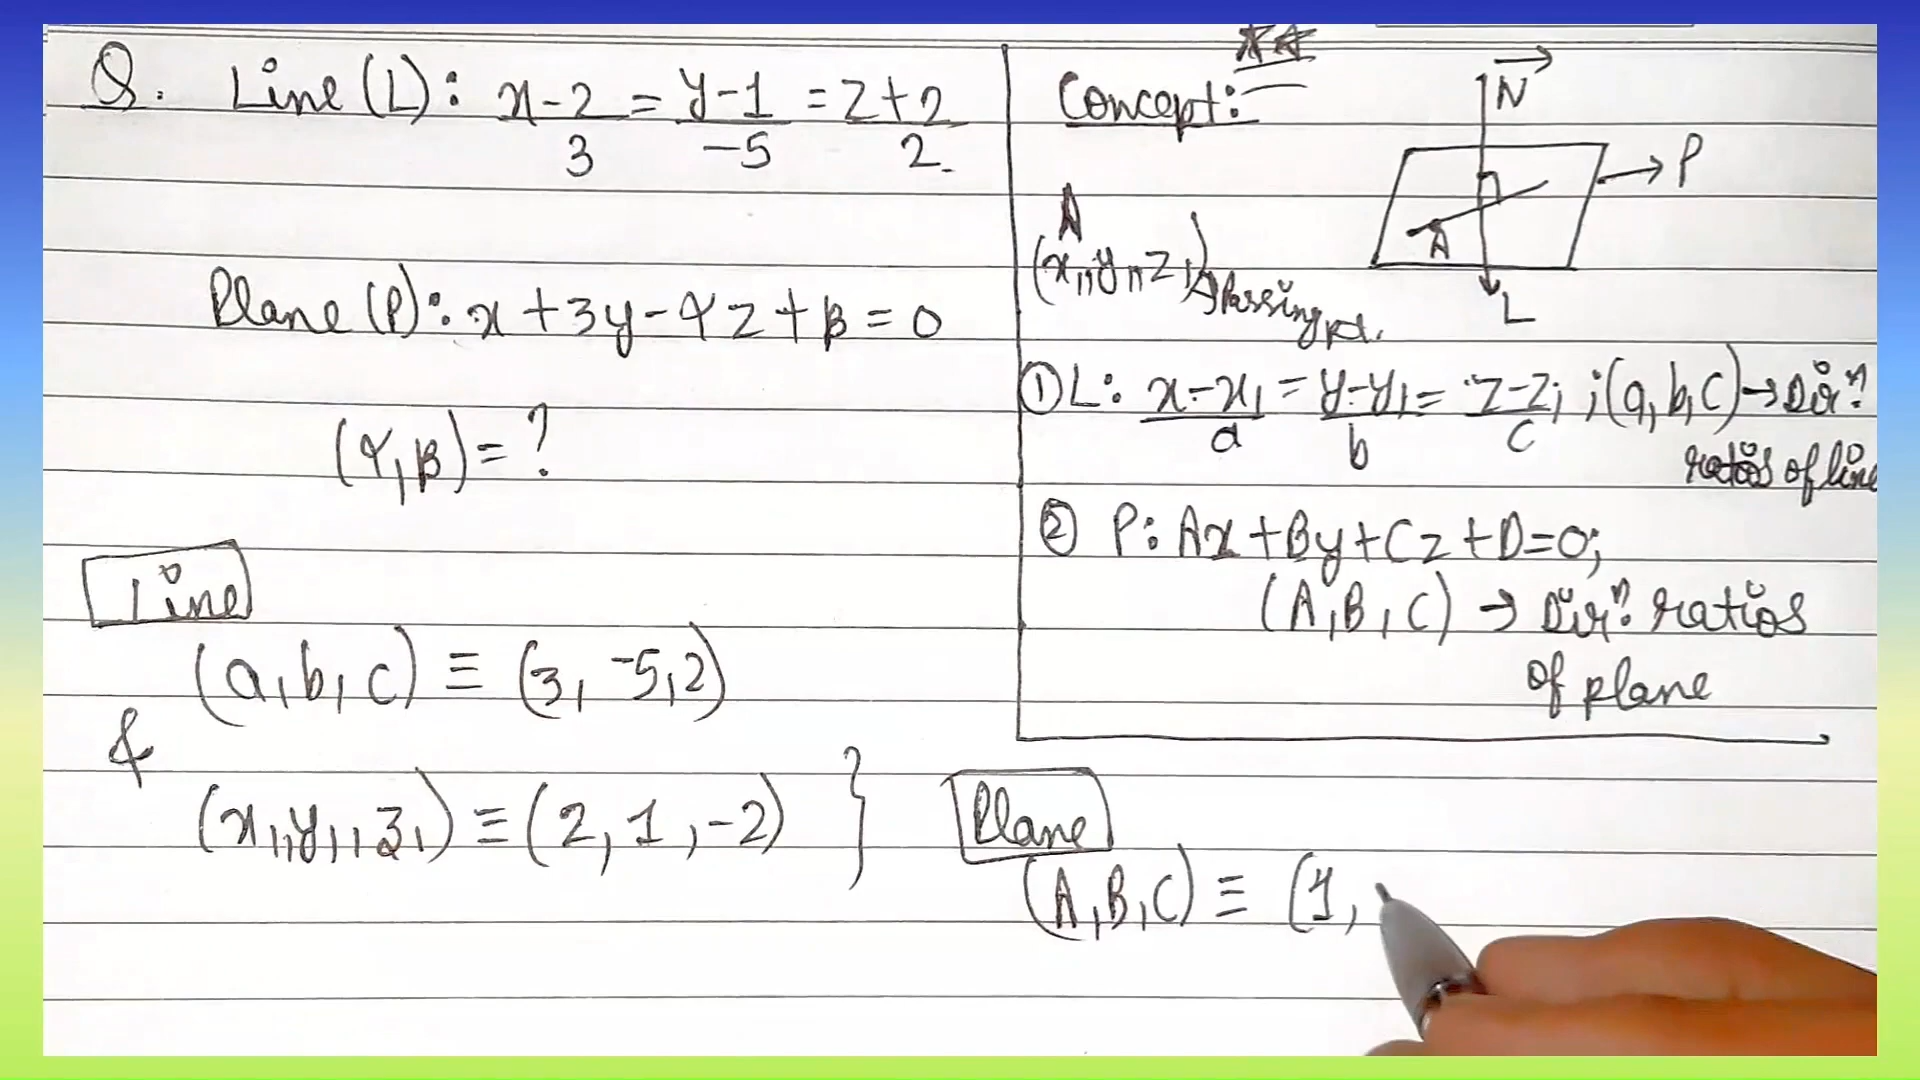 Q. Line (L): x-2/3 = y-1/-5 = z+2/2
Plane (P): x + 3y - αz + β = 0
(α, β) = ?
Line
(a, b, c) ≡ (3, -5, 2)
&
(x₁, y₁, z₁) ≡ (2, 1, -2) }
Concept:
N
P
A
L
A
(x₁, y₁, z₁) → Passing pt.
① L: x-x₁/a = y-y₁/b = z-z₁/c ; (a, b, c) → Dirⁿ.
ratios of line
② P: Ax + By + Cz + D = 0;
(A, B, C) → Dirⁿ. ratios
of plane
Plane
(A, B, C) ≡ (1,